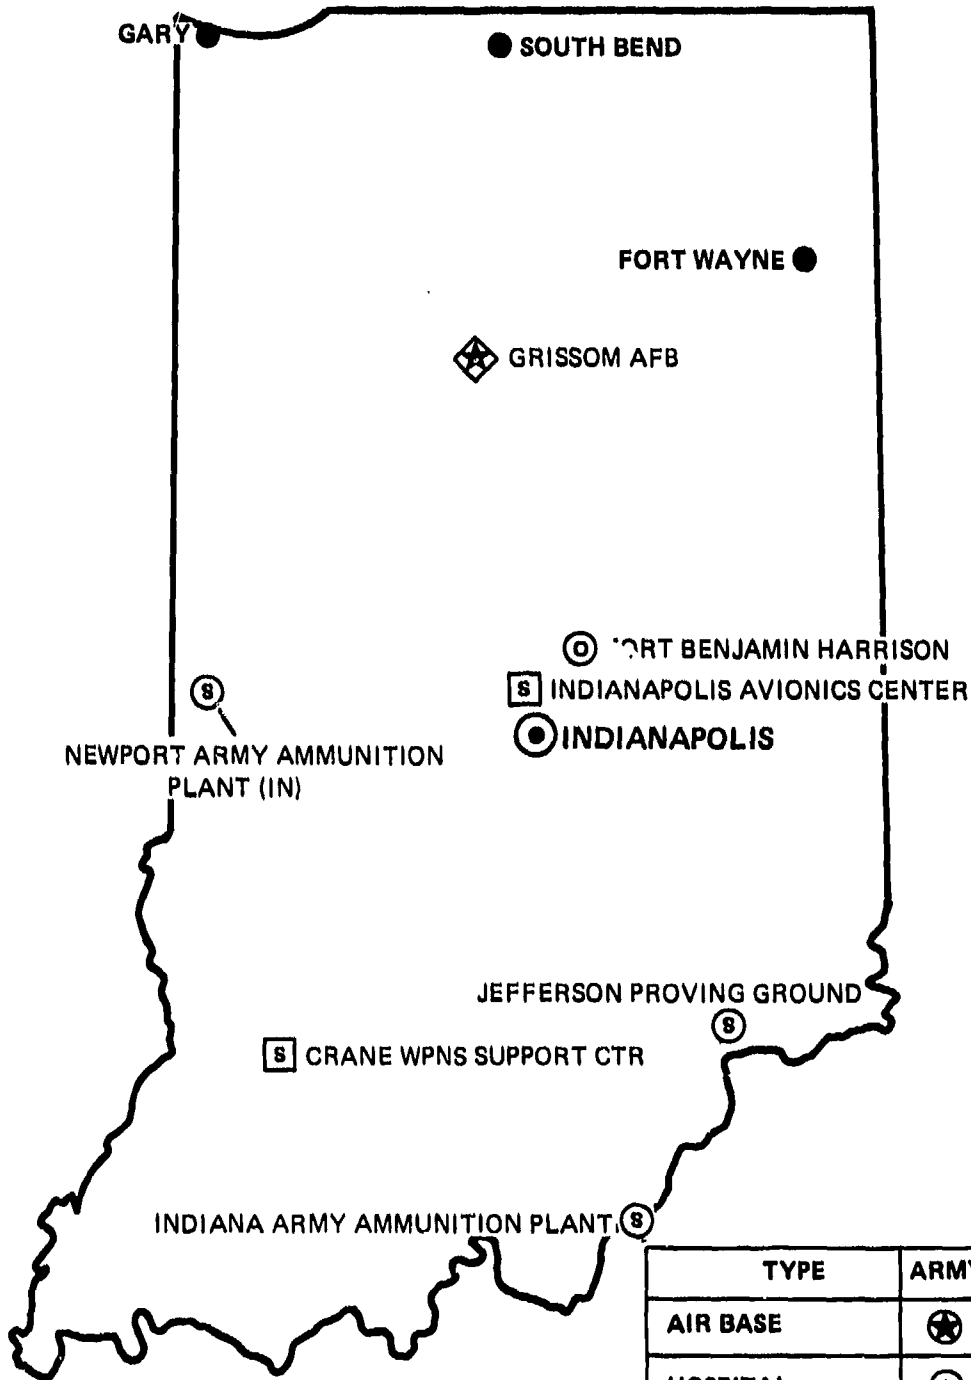 GARY
SOUTH BEND
FORT WAYNE
GRISSOM AFB
BENJAMIN HARRISON
S INDIANAPOLIS AVIONICS CENTER
S
INDIANAPOLIS
NEWPORT ARMY AMMUNITION
PLANT (IN)
JEFFERSON PROVING GROUND
S
S CRANE WPNS SUPPORT CTR
INDIANA ARMY AMMUNITION PLANT S
TYPE ARMY
AIR BASE